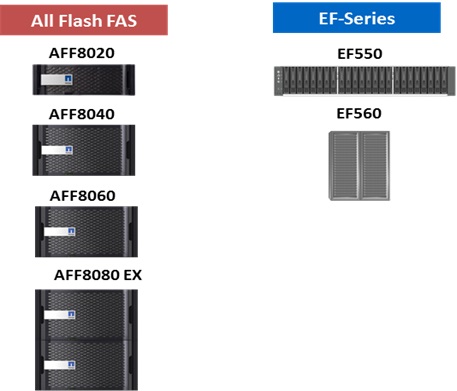 All Flash FAS
AFF8020
AFF8040
AFF8060
AFF8080 EX
EF-Series
EF550
EF560